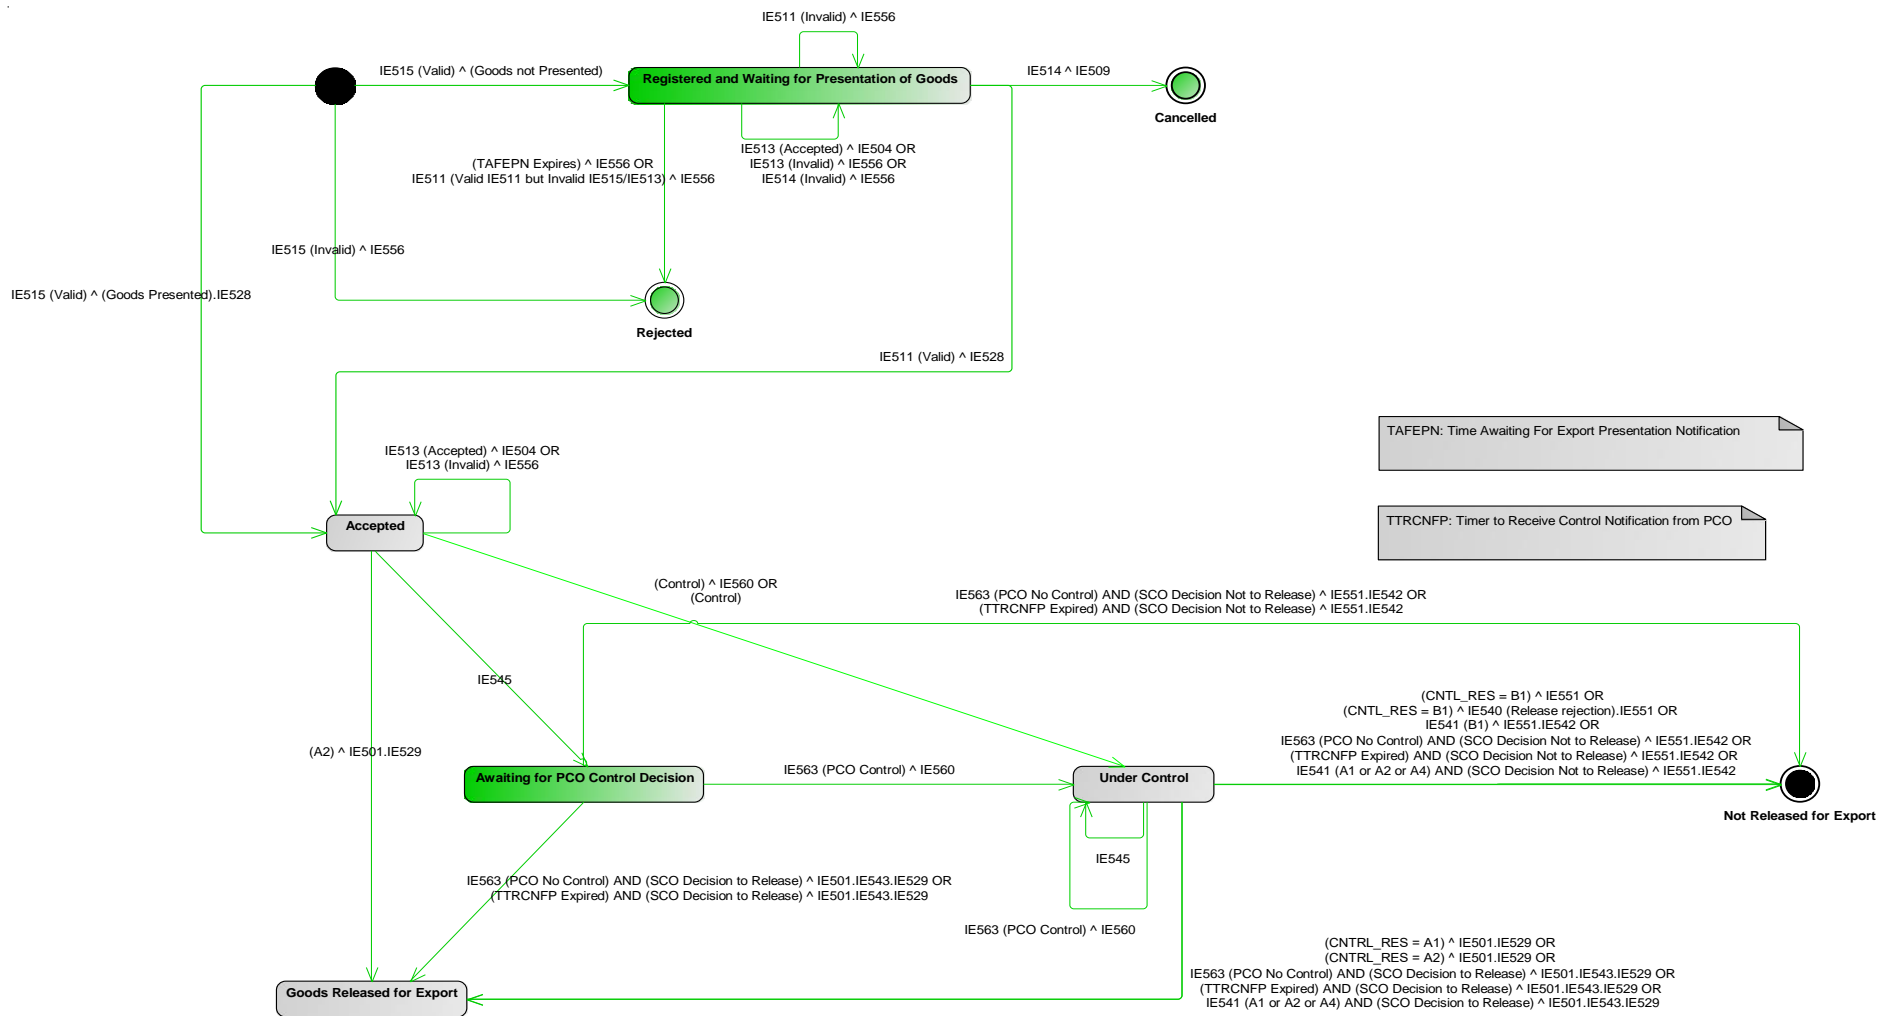 IE511 (Invalid) ^ IE556
IE515 (Valid) ^ (Goods not Presented)
Registered and Waiting for Presentation of Goods
IE514 ^ IE509
Cancelled
IE513 (Accepted) ^ IE504 OR
IE513 (Invalid) ^ IE556 OR
IE514 (Invalid) ^ IE556
(TAFEPN Expires) ^ IE556 OR
IE511 (Valid IE511 but Invalid IE515/IE513) ^ IE556
IE515 (Invalid) ^ IE556
IE515 (Valid) ^ (Goods Presented).IE528
Rejected
IE511 (Valid) ^ IE528
TAFEPN: Time Awaiting For Export Presentation Notification
IE513 (Accepted) ^ IE504 OR
IE513 (Invalid) ^ IE556
TTRCNFP: Timer to Receive Control Notification from PCO
Accepted
(Control) ^ IE560 OR
(Control)
IE563 (PCO No Control) AND (SCO Decision Not to Release) ^ IE551.IE542 OR
(TTRCNFP Expired) AND (SCO Decision Not to Release) ^ IE551.IE542
IE545
(CNTL_RES = B1) ^ IE551 OR
(CNTL_RES = B1) ^ IE540 (Release rejection).IE551 OR
IE541 (B1) ^ IE551.IE542 OR
IE563 (PCO No Control) AND (SCO Decision Not to Release) ^ IE551.IE542 OR
(TTRCNFP Expired) AND (SCO Decision Not to Release) ^ IE551.IE542 OR
IE541 (A1 or A2 or A4) AND (SCO Decision Not to Release) ^ IE551.IE542
(A2) ^ IE501.IE529
Awaiting for PCO Control Decision
IE563 (PCO Control) ^ IE560
Under Control
Not Released for Export
IE545
IE563 (PCO No Control) AND (SCO Decision to Release) ^ IE501.IE543.IE529 OR
(TTRCNFP Expired) AND (SCO Decision to Release) ^ IE501.IE543.IE529
IE563 (PCO Control) ^ IE560
(CNTRL_RES = A1) ^ IE501.IE529 OR
(CNTRL_RES = A2) ^ IE501.IE529 OR
IE563 (PCO No Control) AND (SCO Decision to Release) ^ IE501.IE543.IE529 OR
(TTRCNFP Expired) AND (SCO Decision to Release) ^ IE501.IE543.IE529 OR
IE541 (A1 or A2 or A4) AND (SCO Decision to Release) ^ IE501.IE543.IE529
Goods Released for Export